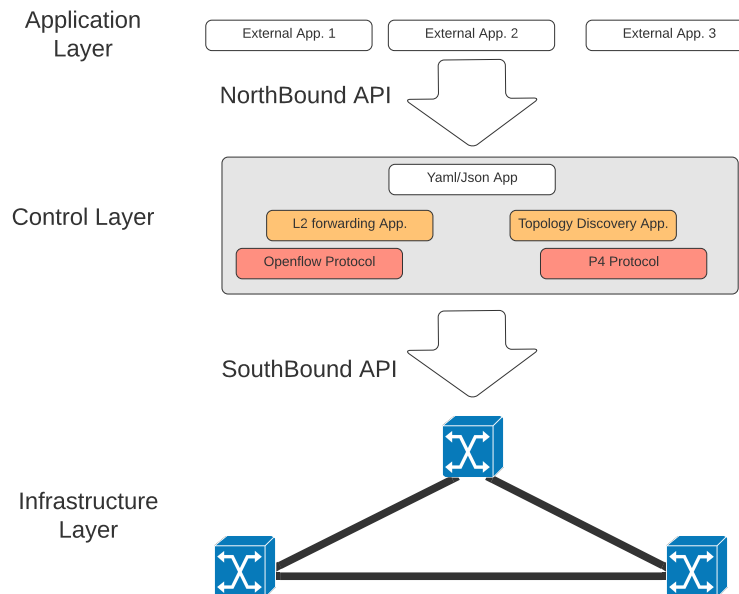 Application
Layer
External App. 1
External App. 2
External App. 3
NorthBound API
Control Layer
Yaml/Json App
L2 forwarding App.
Topology Discovery App.
Openflow Protocol
P4 Protocol
SouthBound API
Infrastructure
Layer